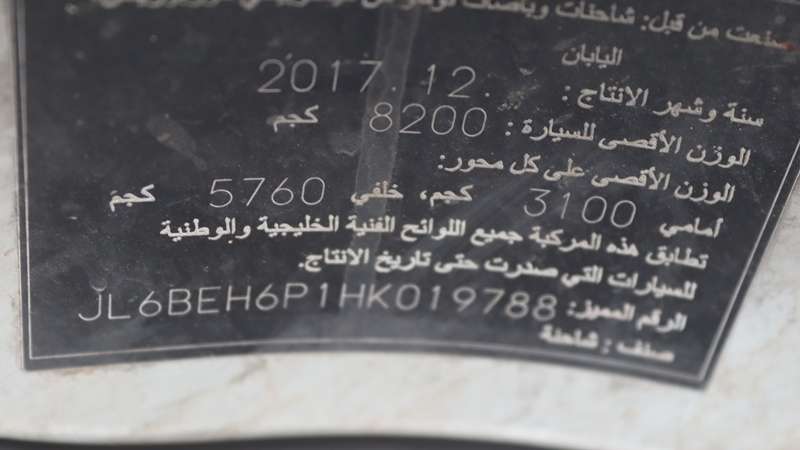 صنعت من قبل: شاحنات وباصات
اليابان
سنة وشهر الانتاج : 2017.12.
الوزن الأقصى للسيارة : 8200 كجم
الوزن الأقصى على كل محور:
أمامي 3100 كجم، خلفي 5760 كجم
تطابق هذه المركبة جميع اللوائح الفنية الخليجية والوطنية
للسيارات التي صدرت حتى تاريخ الانتاج.
الرقم المميز: JL6BEH6P1HK019788
صنف : شاحنة